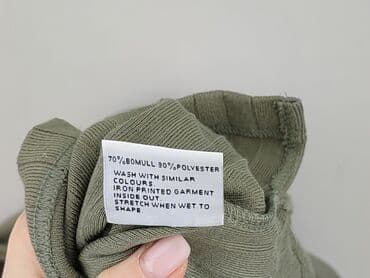 70%BOMULL 30%POLYESTER
WASH WITH SIMILAR
COLOURS.
IRON PRINTED GARMENT
INSIDE OUT.
STRETCH WHEN WET TO
SHAPE.